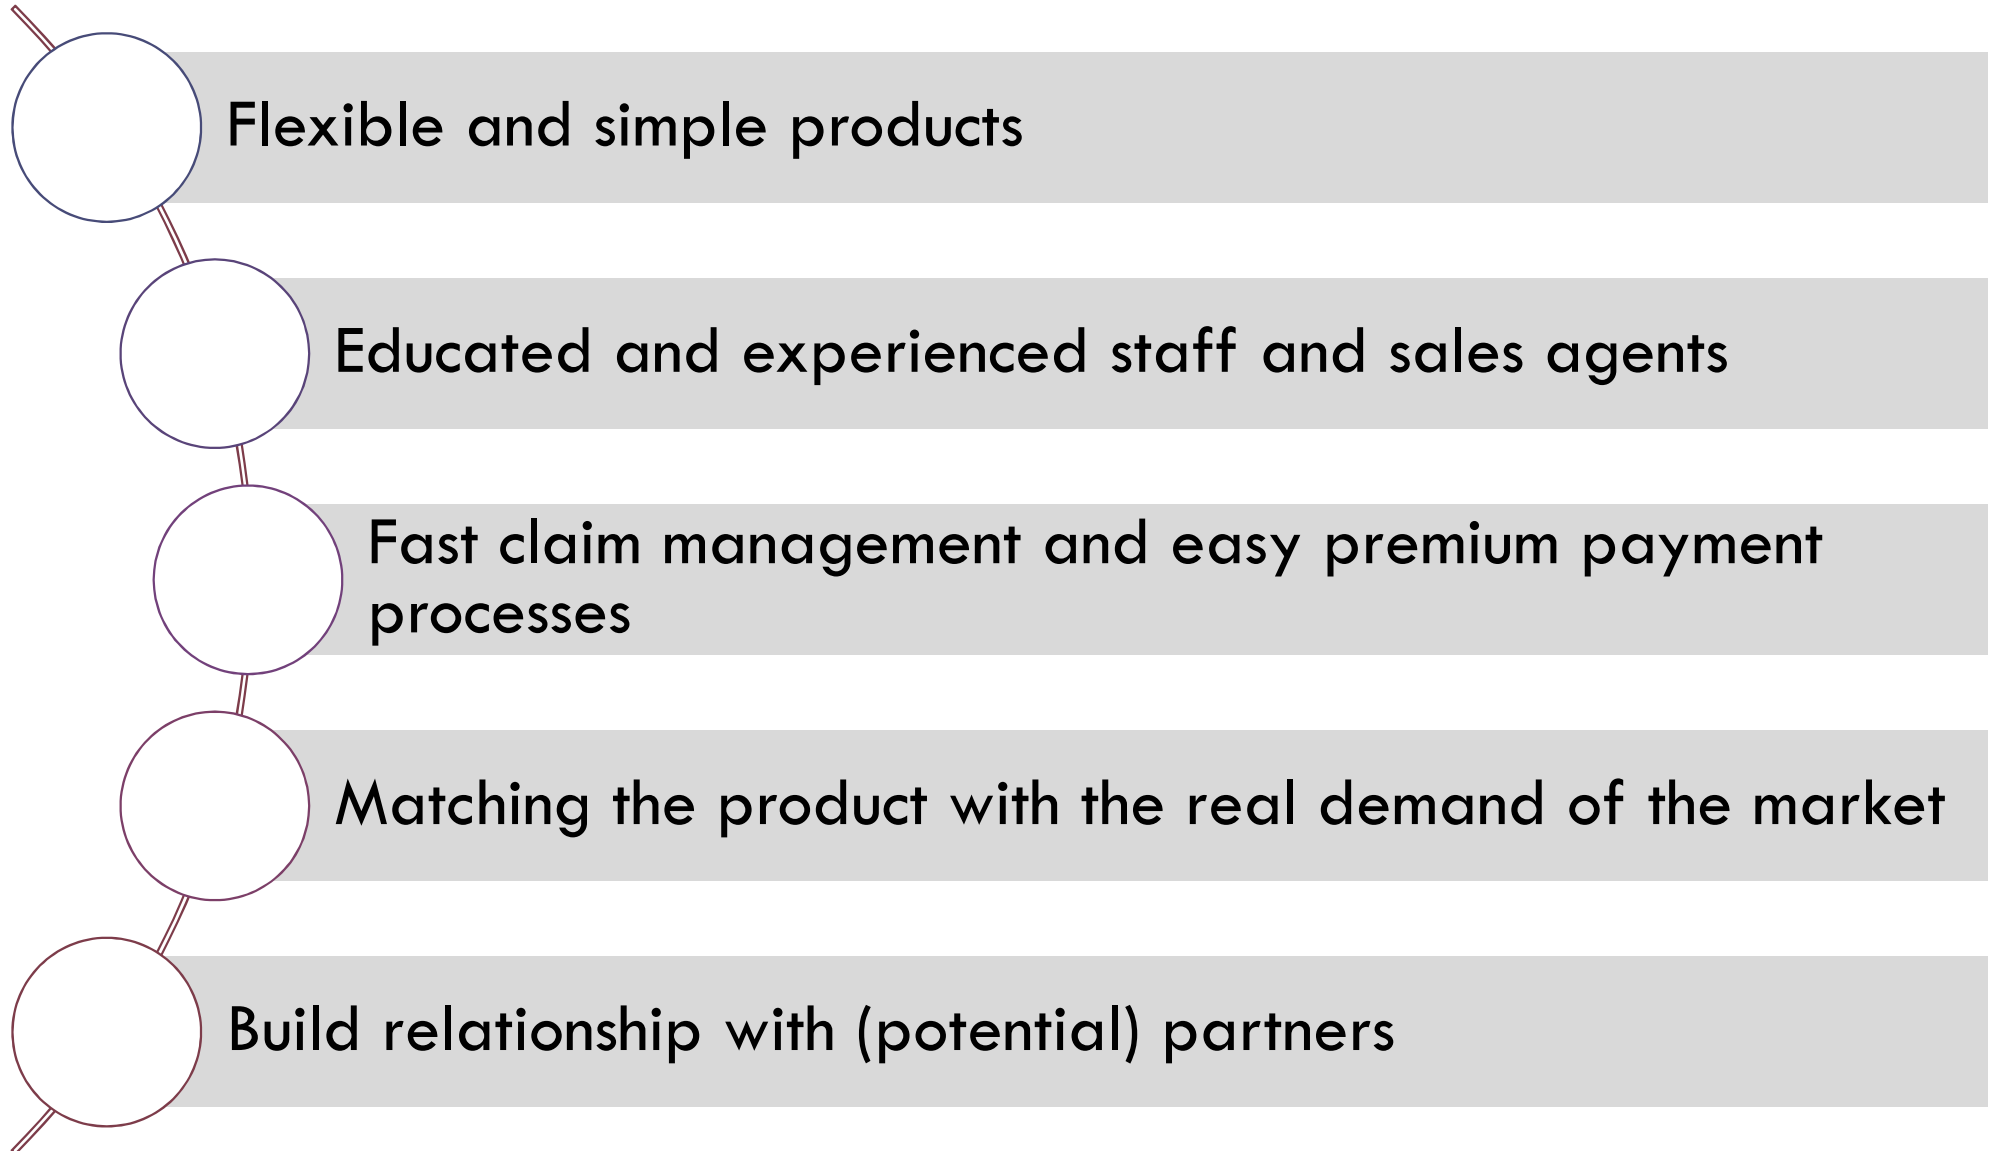 Flexible and simple products
Educated and experienced staff and sales agents
Fast claim management and easy premium payment
processes
Matching the product with the real demand of the market
Build relationship with (potential) partners